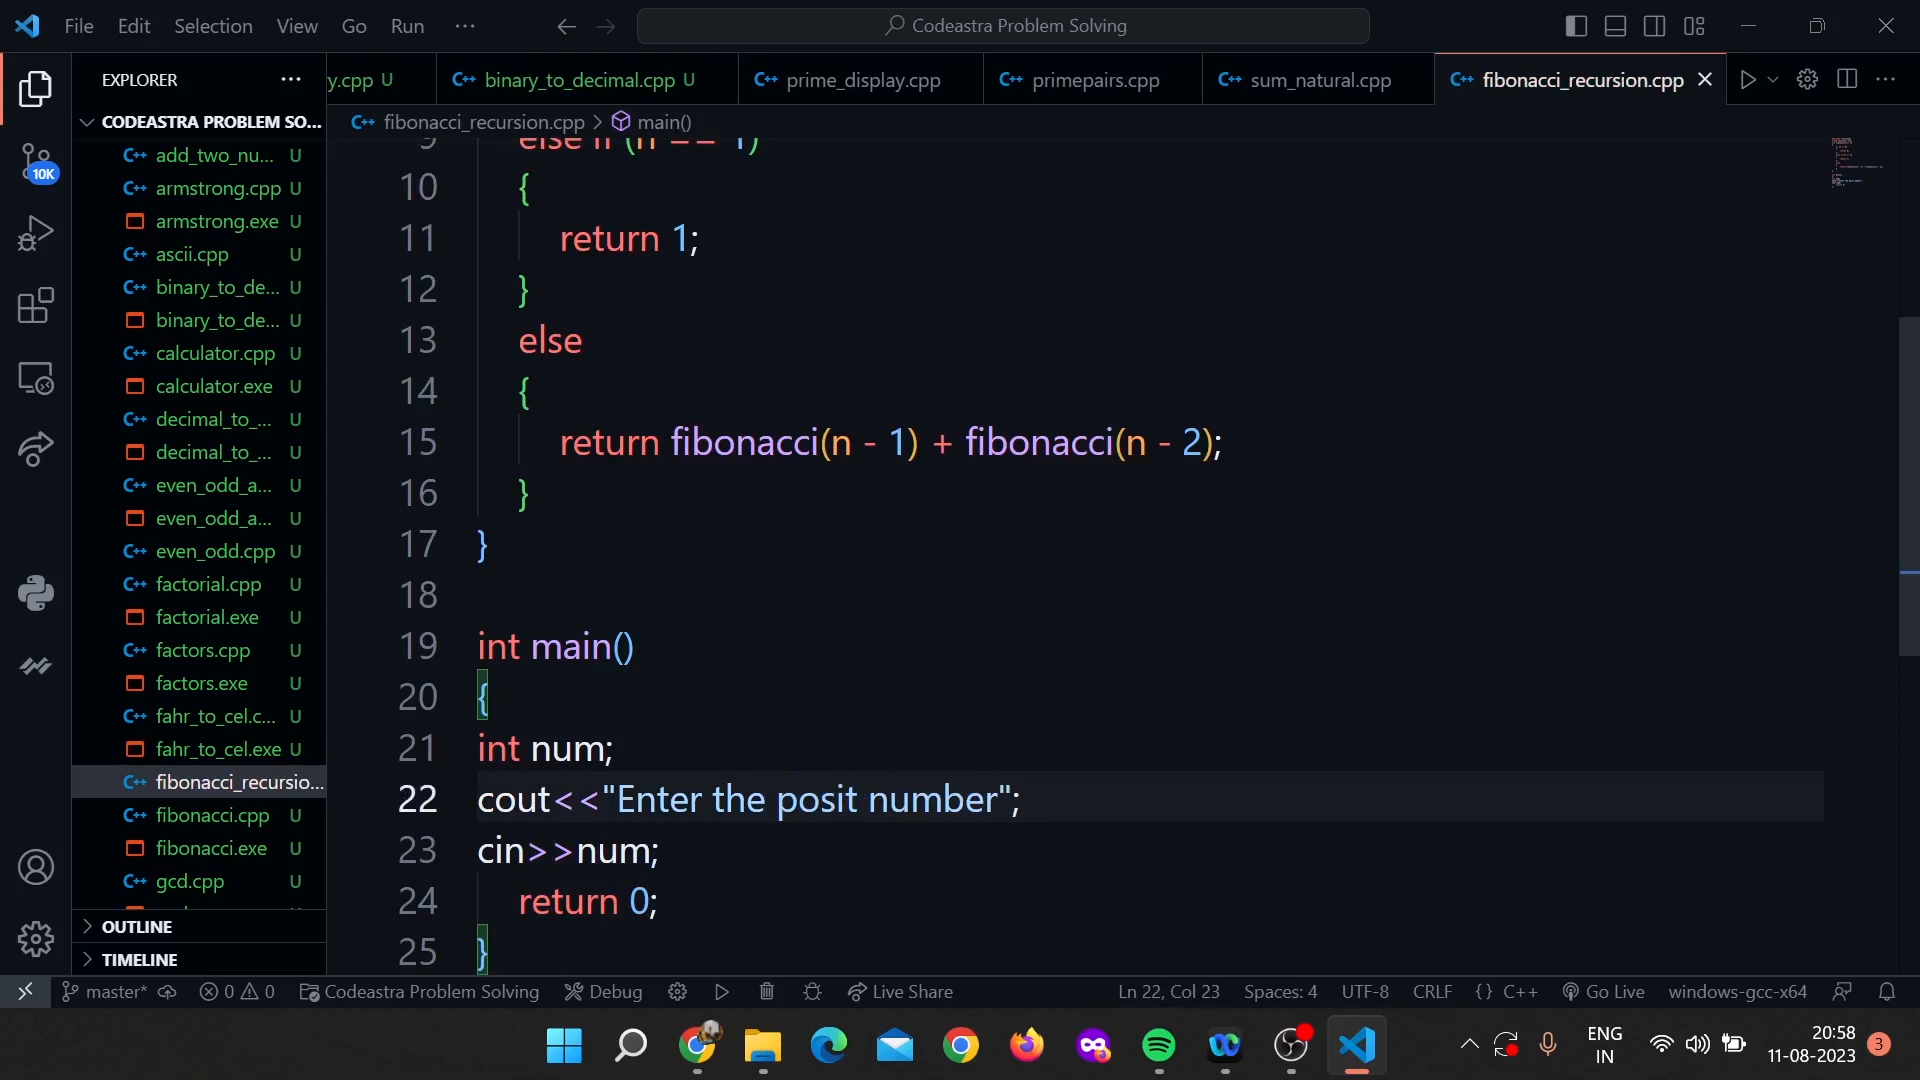 File Edit Selection View Go Run ... Codeastra Problem Solving
EXPLORER ...
y.cpp U
binary_to_decimal.cpp U
prime_display.cpp
primepairs.cpp
sum_natural.cpp
fibonacci_recursion.cpp
CODEASTRA PROBLEM SO...
fibonacci_recursion.cpp > main()
10K
add_two_nu... U
armstrong.cpp U
armstrong.exe U
ascii.cpp U
binary_to_de... U
binary_to_de... U
calculator.cpp U
calculator.exe U
decimal_to_... U
decimal_to_... U
even_odd_a... U
even_odd_a... U
even_odd.cpp U
factorial.cpp U
factorial.exe U
factors.cpp U
factors.exe U
fahr_to_cel.c... U
fahr_to_cel.exe U
fibonacci_recursio...
fibonacci.cpp U
fibonacci.exe U
gcd.cpp U
OUTLINE
TIMELINE
9 else if (n == 1)
10 {
11 return 1;
12 }
13 else
14 {
15 return fibonacci(n - 1) + fibonacci(n - 2);
16 }
17 }
18
19 int main()
20 {
21 int num;
22 cout<<"Enter the posit number";
23 cin>>num;
24 return 0;
25 }
master* 0 0 Codeastra Problem Solving Debug Live Share Ln 22, Col 23 Spaces: 4 UTF-8 CRLF {} C++ Go Live windows-gcc-x64
ENG
IN
20:58
11-08-2023
3